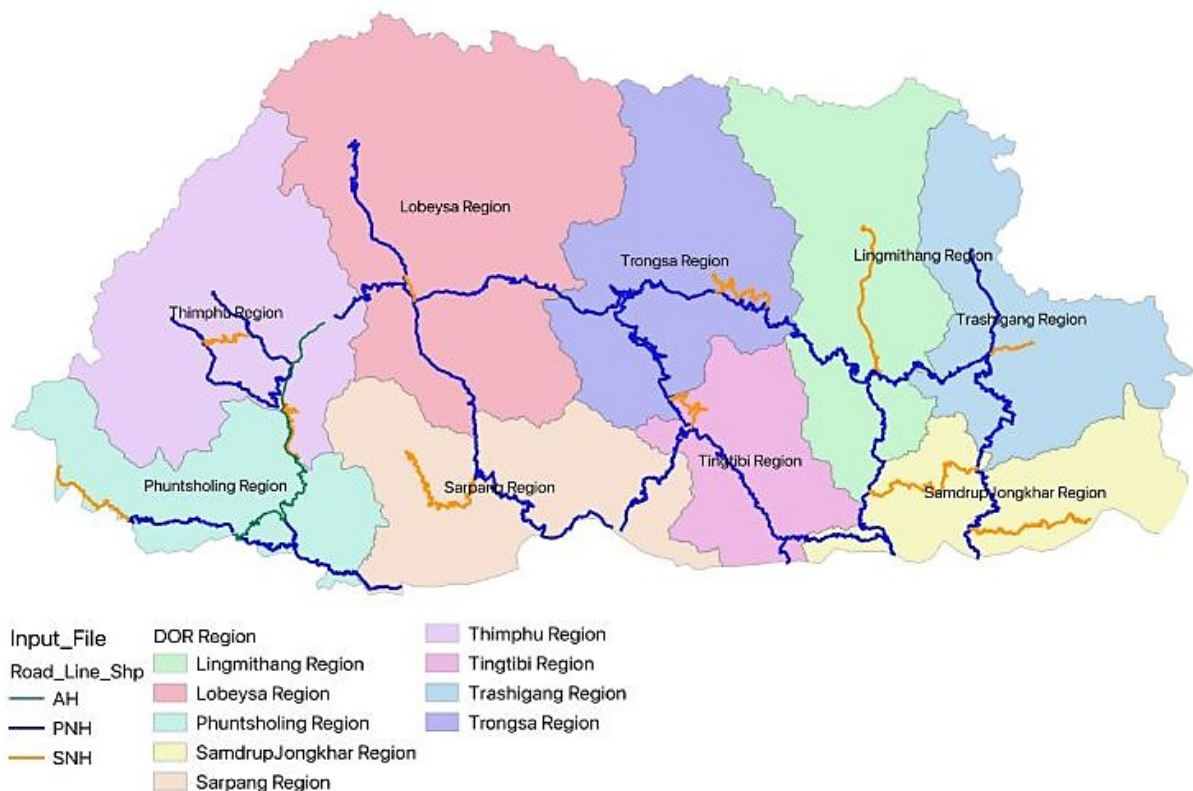 Lobeysa Region
Trongsa Region
Lingmithang Region
Thimphu Region
Trashigang Region
Tingtibi Region
Phuntsholing Region
Sarpang Region
SamdrupJongkhar Region
Input_File
Road_Line_Shp
AH
PNH
SNH
DOR Region
Lingmithang Region
Lobeysa Region
Phuntsholing Region
SamdrupJongkhar Region
Sarpang Region
Thimphu Region
Tingtibi Region
Trashigang Region
Trongsa Region